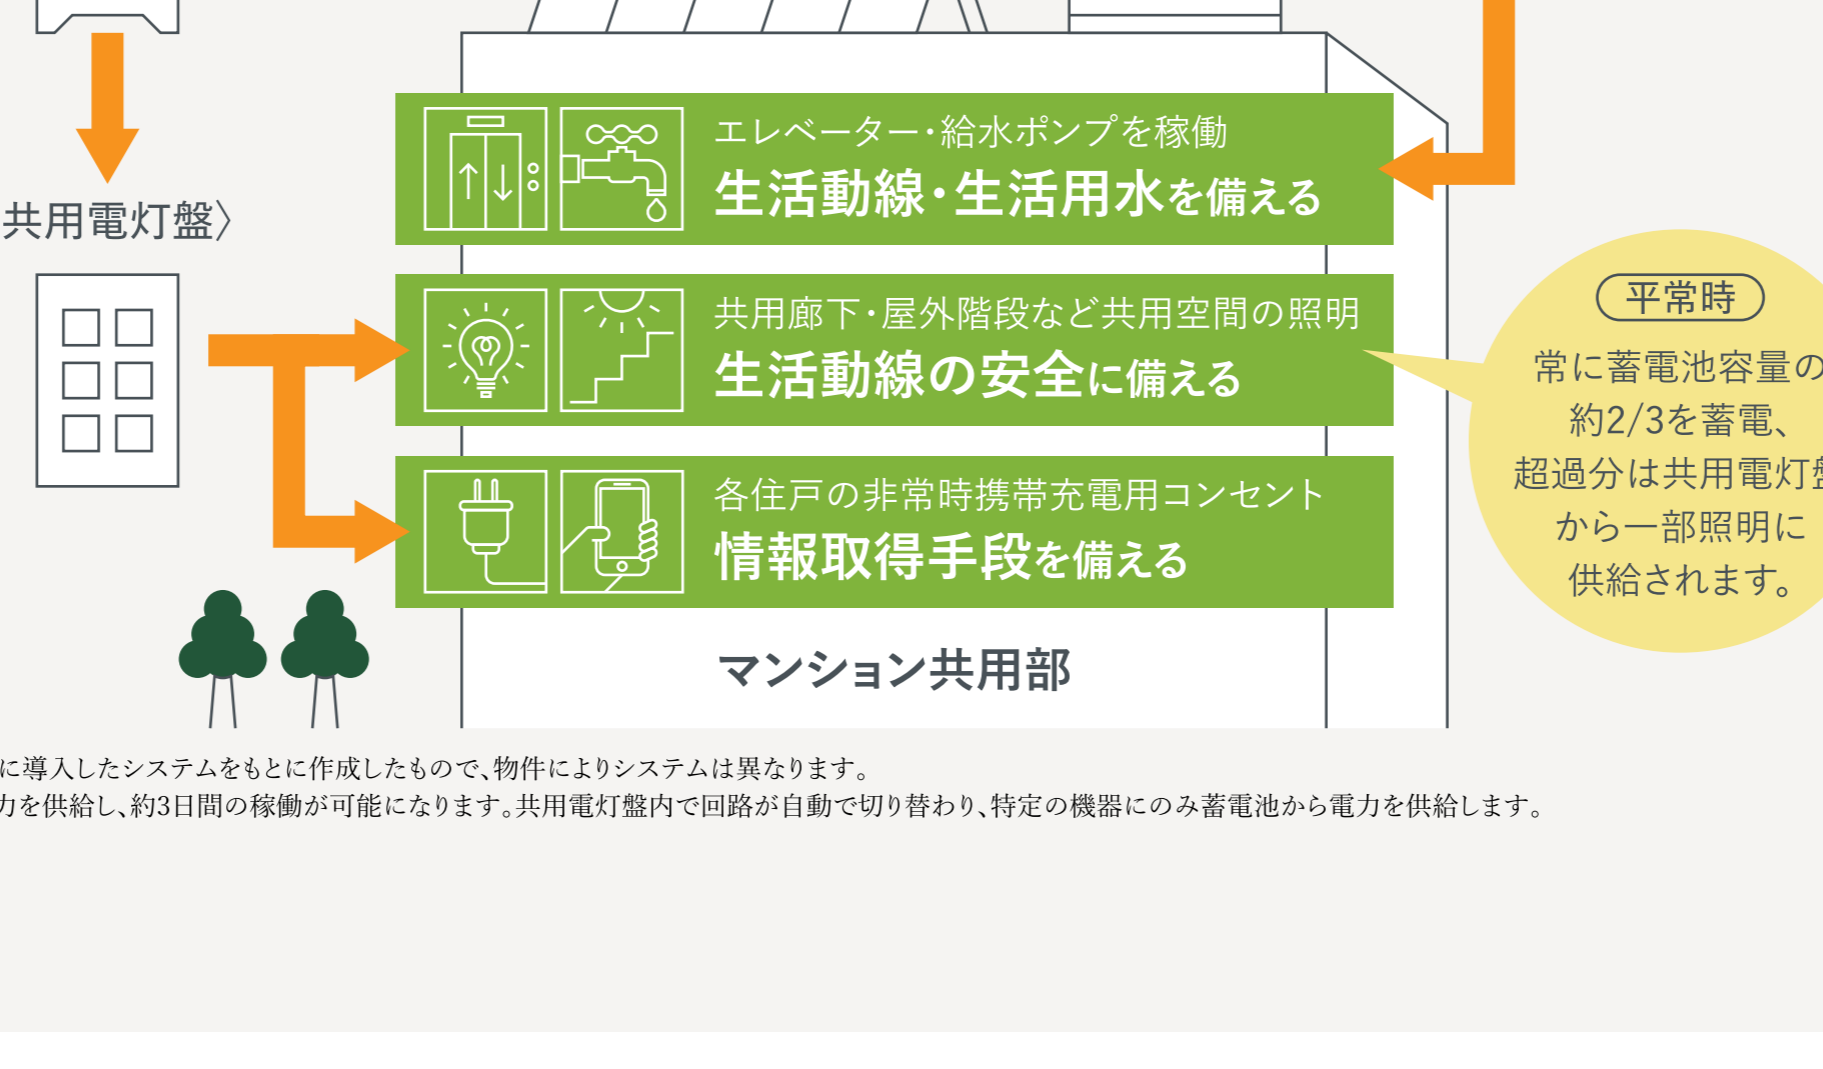 エレベーター・給水ポンプを稼働
生活動線・生活用水を備える
共用電灯盤〉
共用廊下・屋外階段など共用空間の照明
生活動線の安全に備える
平常時
常に蓄電池容量の
約2/3を蓄電、
超過分は共用電灯盤
から一部照明に
供給されます。
各住戸の非常時携帯充電用コンセント
情報取得手段を備える
マンション共用部
に導入したシステムをもとに作成したもので、物件によりシステムは異なります。
力を供給し、約3日間の稼働が可能になります。共用電灯盤内で回路が自動で切り替わり、特定の機器にのみ蓄電池から電力を供給します。